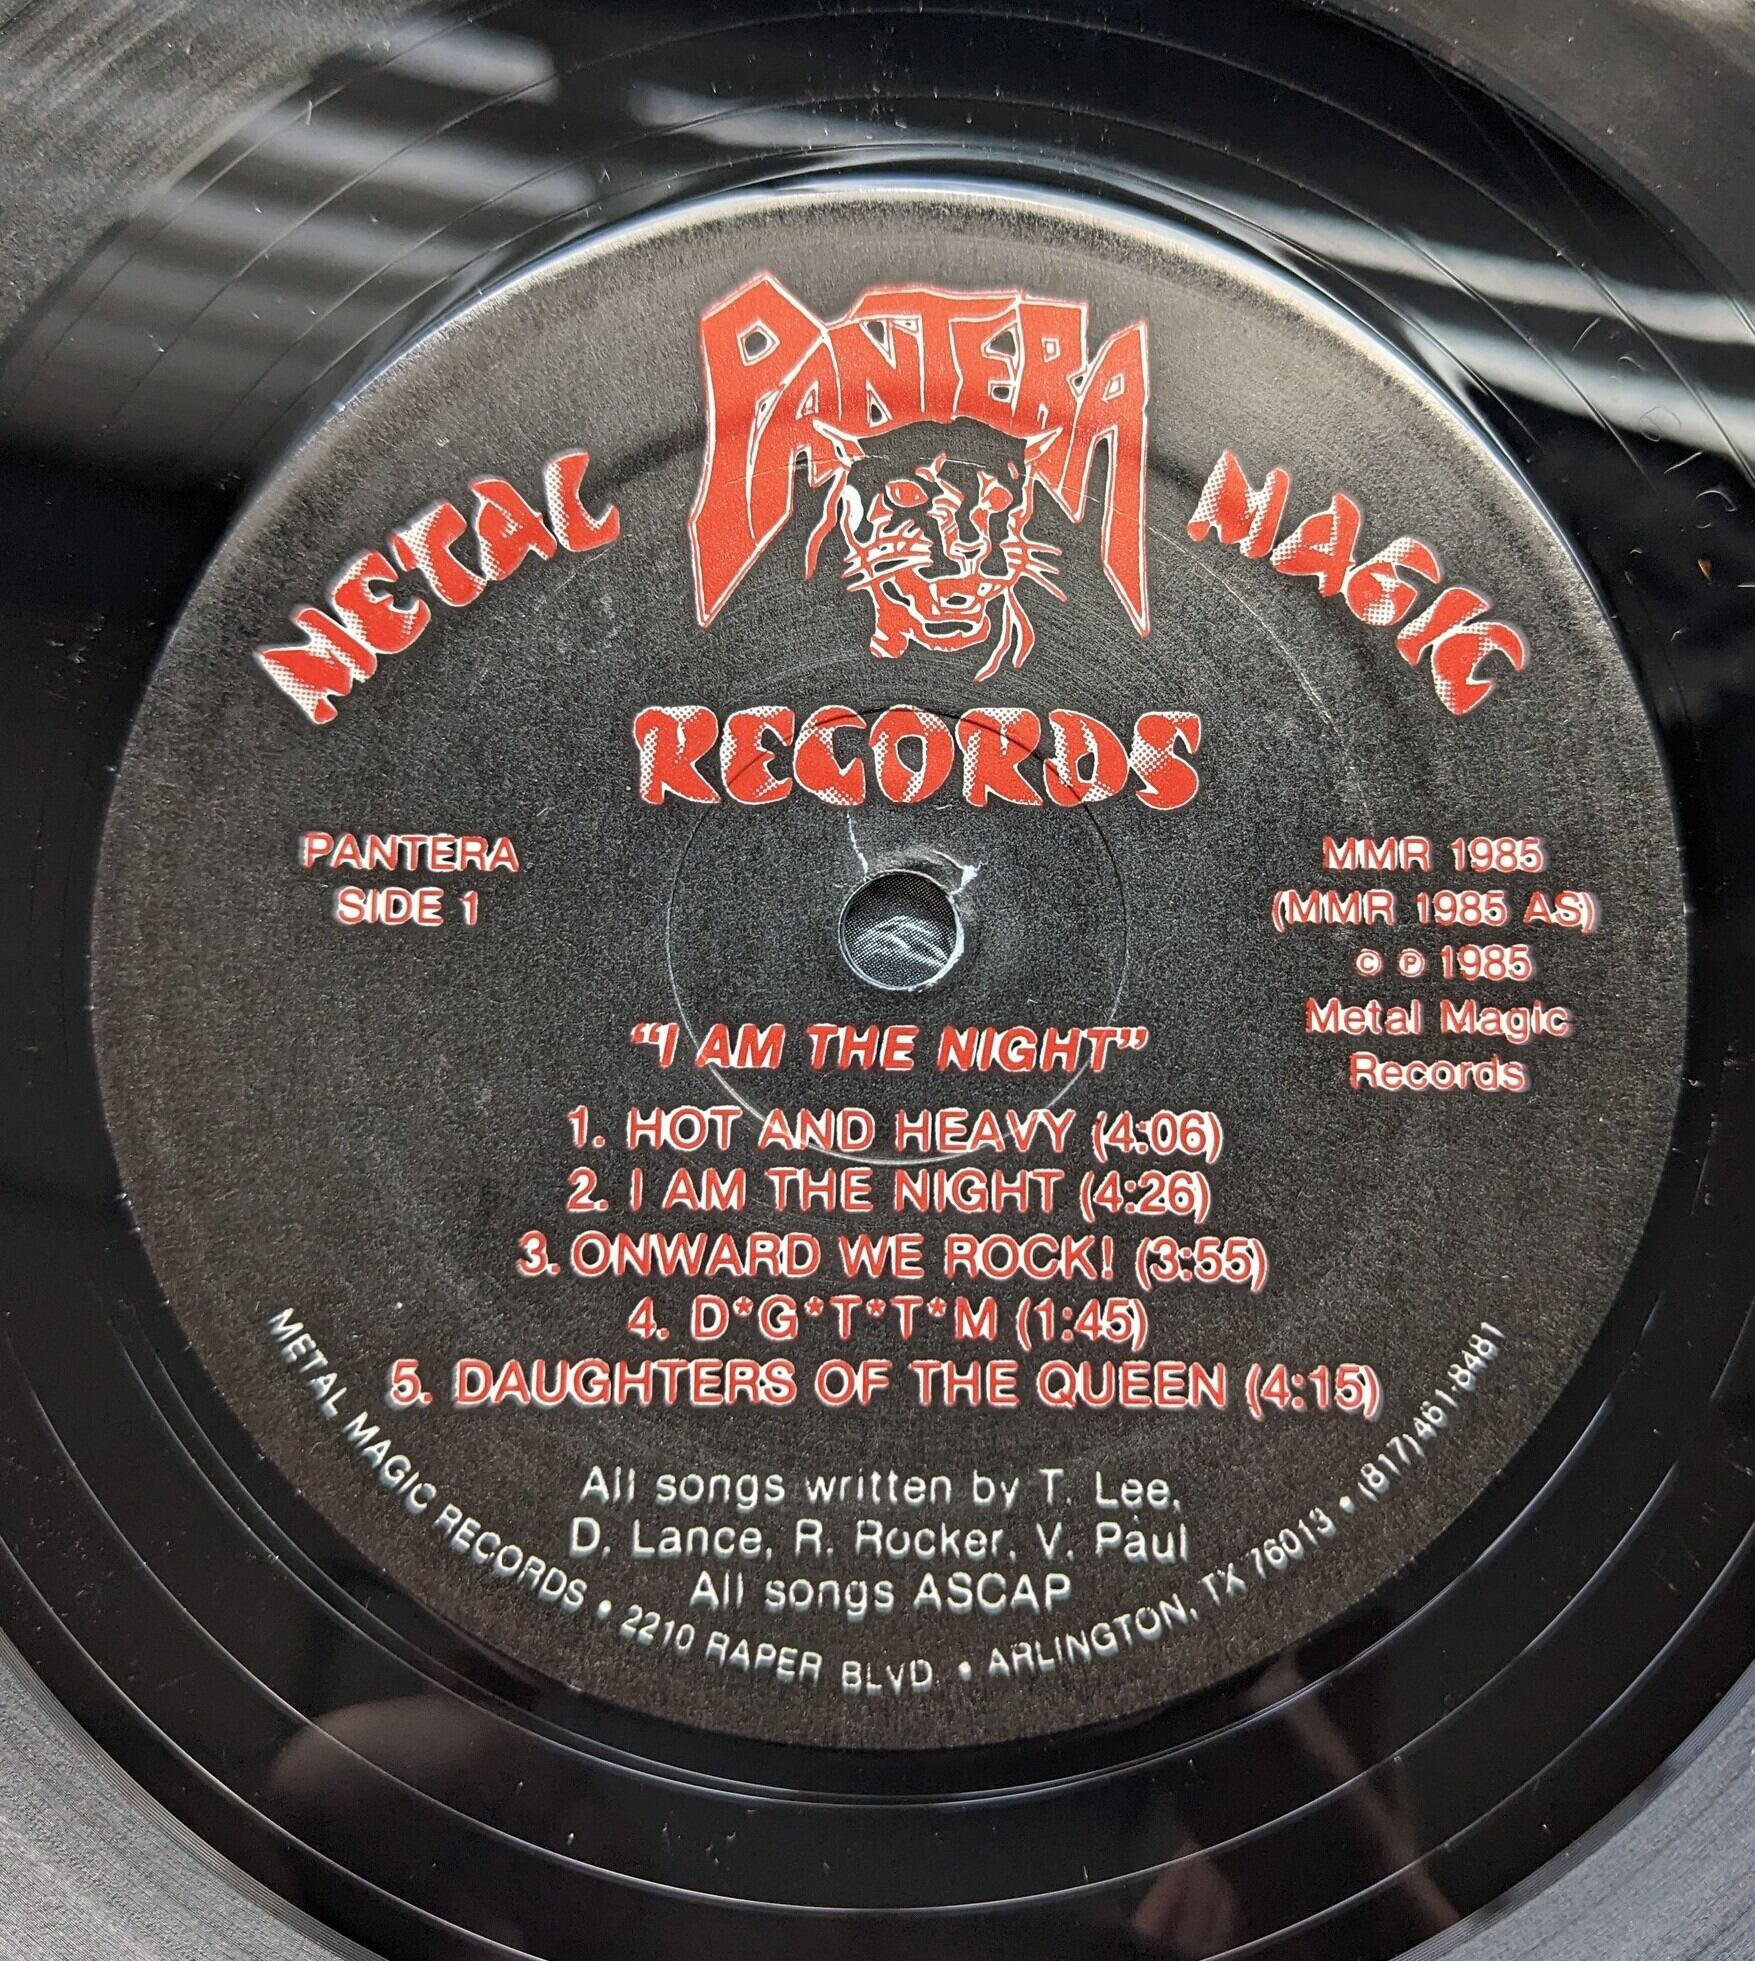 PANTERA
METAL MAGIC
RECORDS
PANTERA
SIDE 1
MMR 1985
(MMR 1985 AS)
© ℗ 1985
Metal Magic
Records
“I AM THE NIGHT”
1. HOT AND HEAVY (4:06)
2. I AM THE NIGHT (4:26)
3. ONWARD WE ROCK! (3:55)
4. D*G*T*T*M (1:45)
5. DAUGHTERS OF THE QUEEN (4:15)
All songs written by T. Lee,
D. Lance, R. Rocker, V. Paul
All songs ASCAP
METAL MAGIC RECORDS • 2210 RAPER BLVD. • ARLINGTON, TX 76013 • (817)461-8481